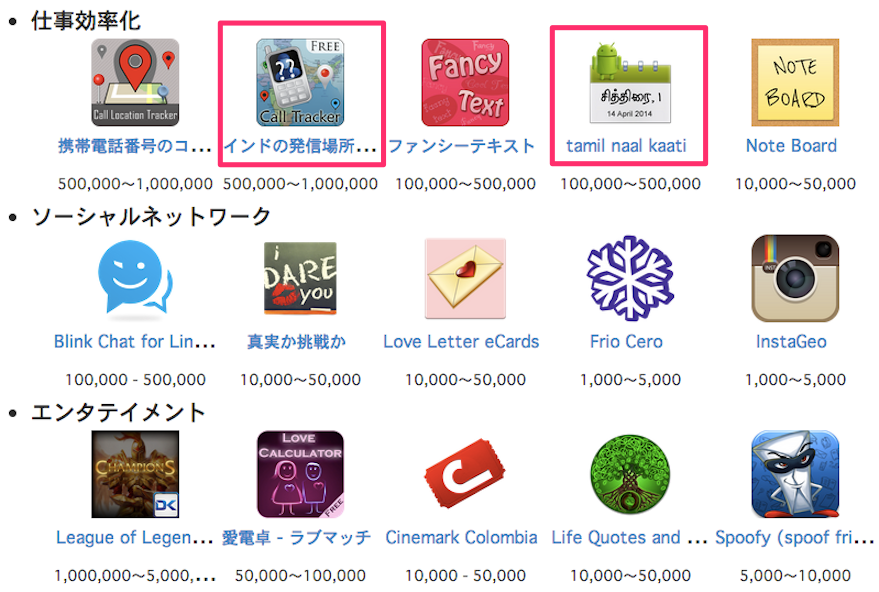 仕事効率化
Call Location Tracker
?? FREE Call Tracker
Fancy Text
சித்திரை, 1
14 April 2014
NOTE BOARD
携帯電話番号のコ...
インドの発信場所...
ファンシーテキスト
tamil naal kaati
Note Board
500,000〜1,000,000
500,000〜1,000,000
100,000〜500,000
100,000〜500,000
10,000〜50,000
ソーシャルネットワーク
i DARE you
INST
Blink Chat for Lin...
真実か挑戦か
Love Letter eCards
Frio Cero
InstaGeo
100,000 - 500,000
10,000〜50,000
10,000〜50,000
1,000〜5,000
1,000〜5,000
エンタテイメント
CHAMPIONS
DK
LOVE CALCULATOR
FREE
League of Legen...
愛電卓 - ラブマッチ
Cinemark Colombia
Life Quotes and ...
Spoofy (spoof fri...
1,000,000〜5,000,...
50,000〜100,000
10,000 - 50,000
10,000〜50,000
5,000〜10,000